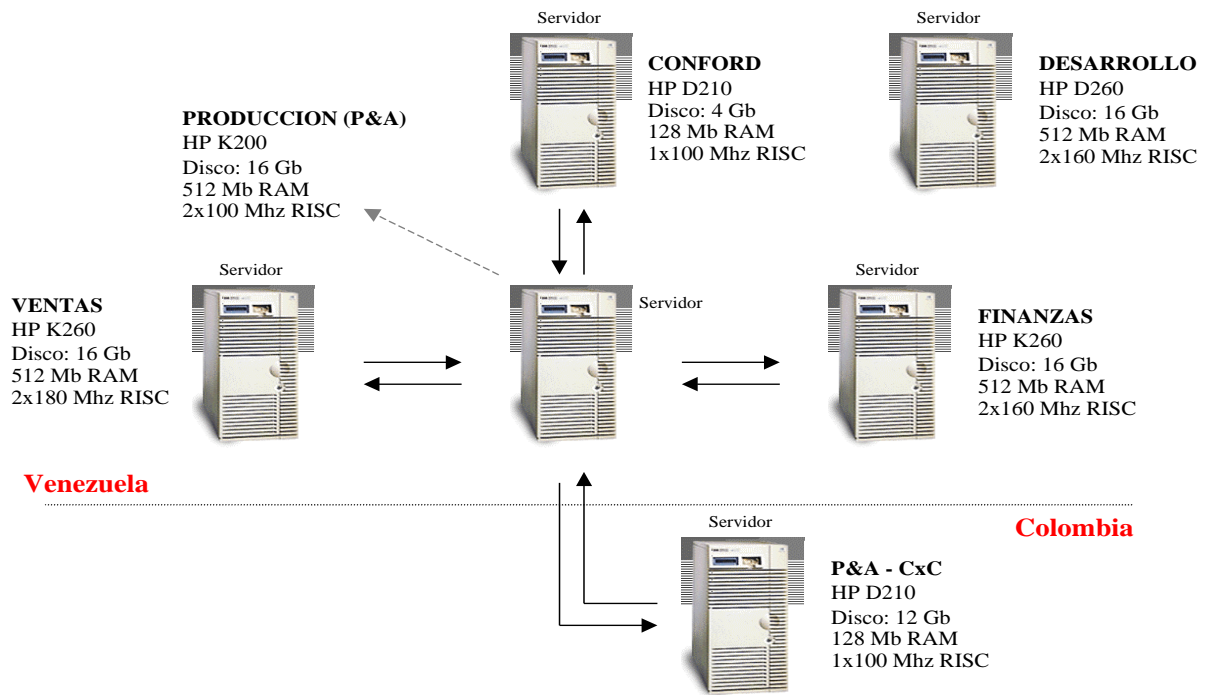 Servidor
CONFORD
HP D210
Disco: 4 Gb
128 Mb RAM
1x100 Mhz RISC
Servidor
DESARROLLO
HP D260
Disco: 16 Gb
512 Mb RAM
2x160 Mhz RISC
PRODUCCION (P&A)
HP K200
Disco: 16 Gb
512 Mb RAM
2x100 Mhz RISC
Servidor
VENTAS
HP K260
Disco: 16 Gb
512 Mb RAM
2x180 Mhz RISC
Servidor
Servidor
FINANZAS
HP K260
Disco: 16 Gb
512 Mb RAM
2x160 Mhz RISC
Venezuela
Colombia
Servidor
P&A - CxC
HP D210
Disco: 12 Gb
128 Mb RAM
1x100 Mhz RISC